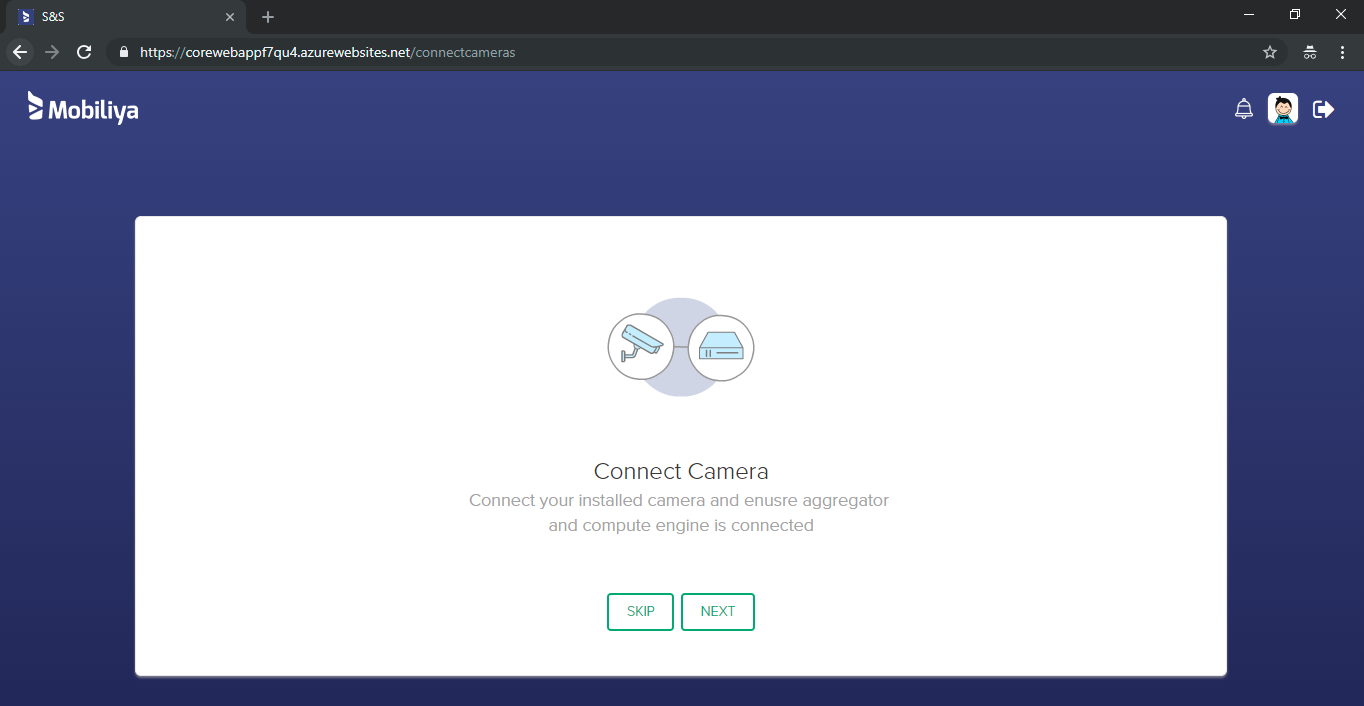 S&S
https://corewebappf7qu4.azurewebsites.net/connectcameras
Mobiliya
Connect Camera
Connect your installed camera and enusre aggregator
and compute engine is connected
SKIP NEXT